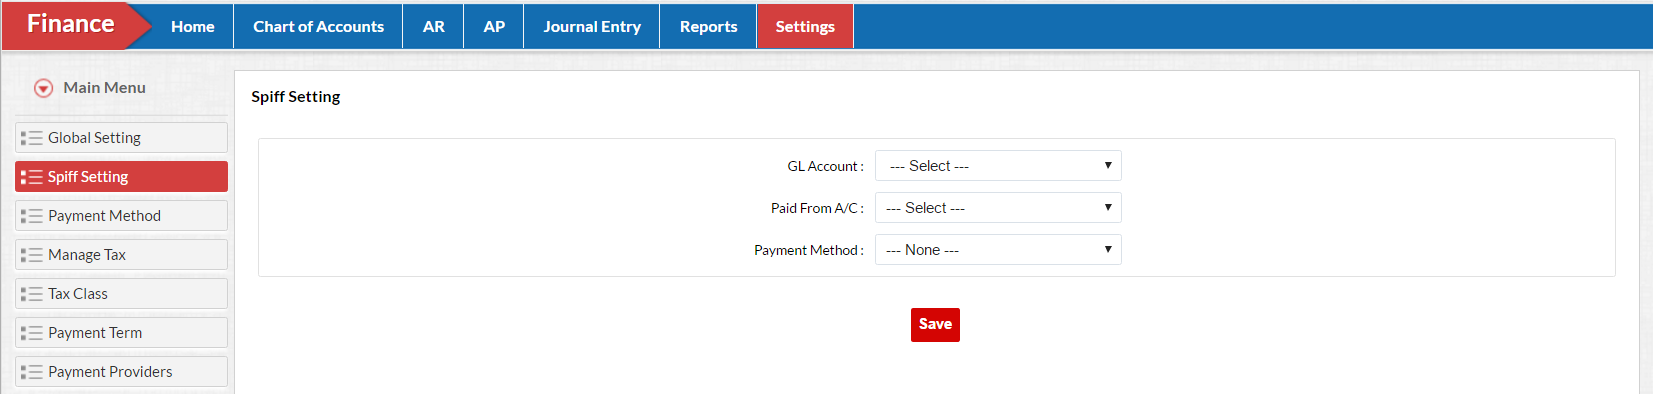 Finance
Home
Chart of Accounts
AR
AP
Journal Entry
Reports
Settings
Main Menu
Global Setting
Spiff Setting
Payment Method
Manage Tax
Tax Class
Payment Term
Payment Providers
Spiff Setting
GL Account : --- Select ---
Paid From A/C : --- Select ---
Payment Method : --- None ---
Save